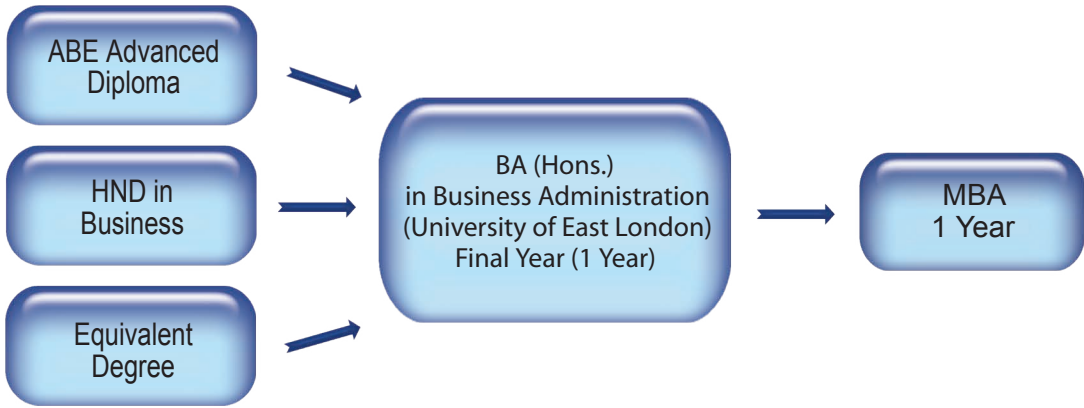 ABE Advanced
Diploma
HND in
Business
Equivalent
Degree
BA (Hons.)
in Business Administration
(University of East London)
Final Year (1 Year)
MBA
1 Year